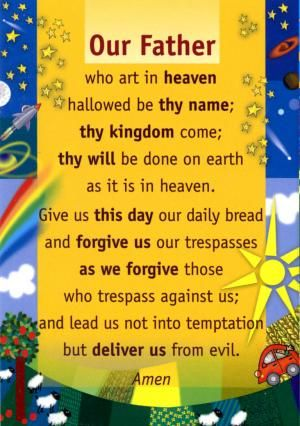 Our Father
who art in heaven
hallowed be thy name;
thy kingdom come;
thy will be done on earth
as it is in heaven.
Give us this day our daily bread
and forgive us our trespasses
as we forgive those
who trespass against us;
and lead us not into temptation
but deliver us from evil.
Amen